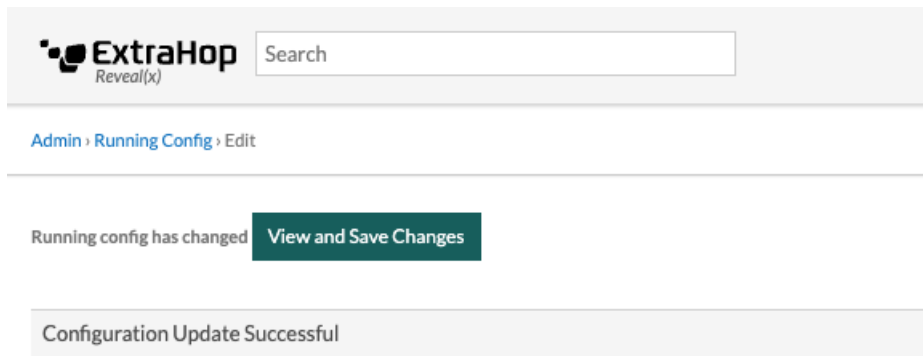 ExtraHop
Reveal(x)
Search
Admin › Running Config › Edit
Running config has changed View and Save Changes
Configuration Update Successful